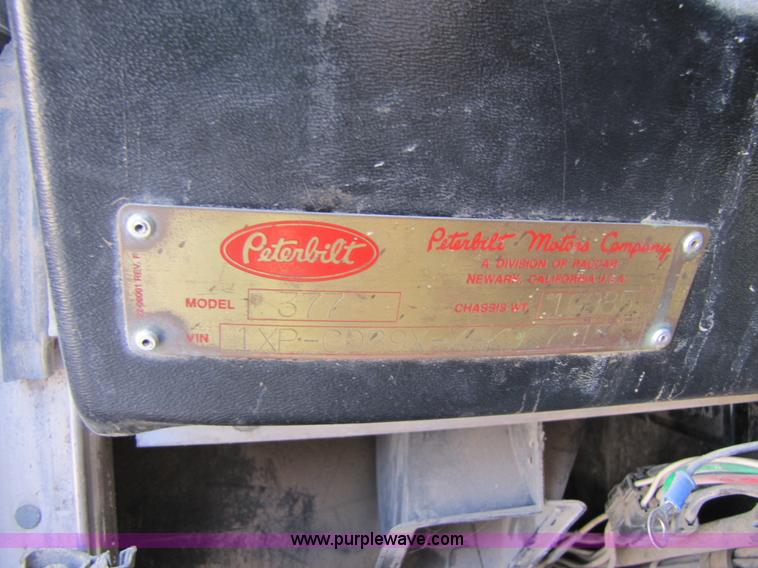 Peterbilt
Peterbilt Motors Company
A DIVISION OF PACCAR
NEWARK, CALIFORNIA U.S.A.
MODEL 377
CHASSIS WT.
VIN
www.purplewave.com